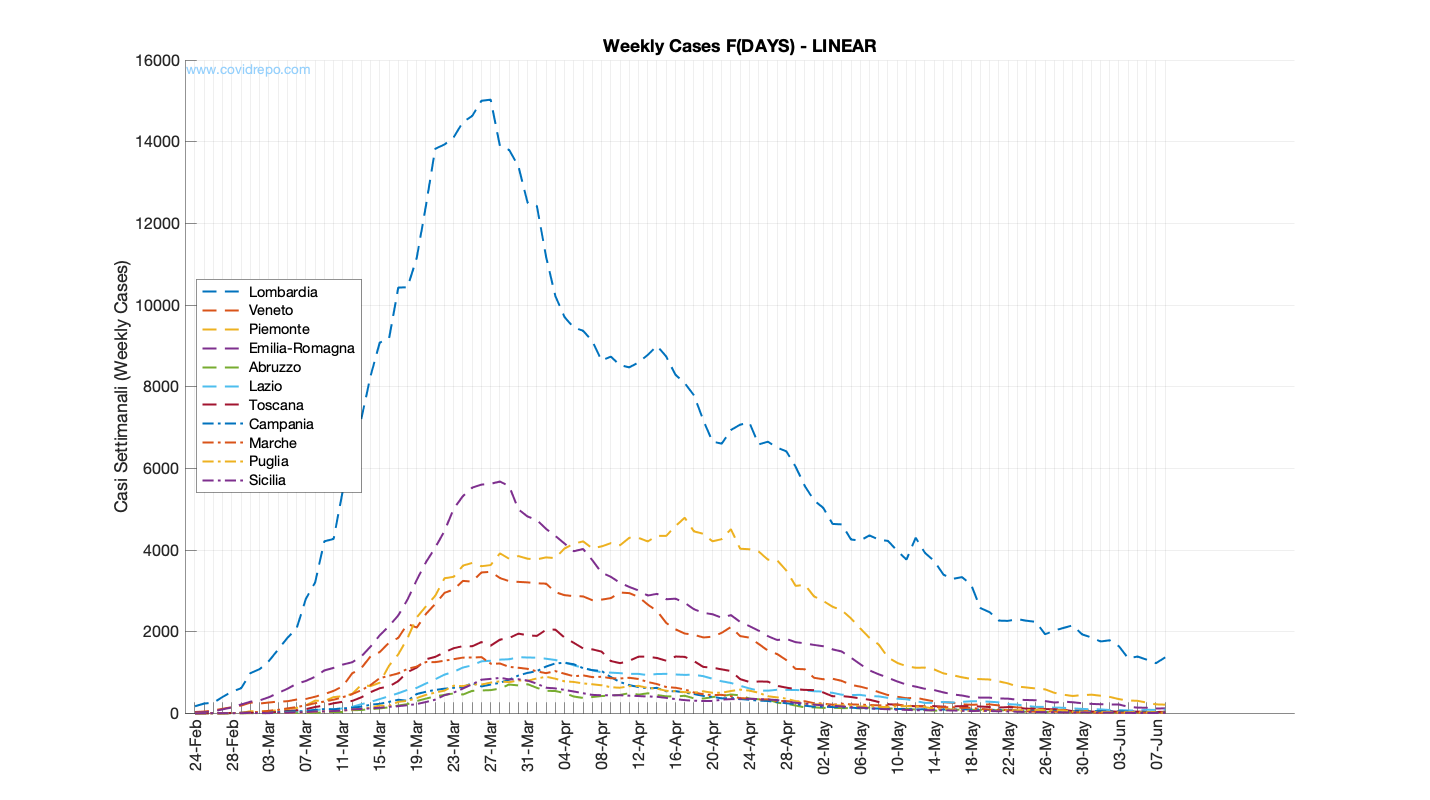 Weekly Cases F(DAYS) - LINEAR
www.covidrepo.com
Casi Settimanali (Weekly Cases)
16000
14000
12000
10000
8000
6000
4000
2000
0
Lombardia
Veneto
Piemonte
Emilia-Romagna
Abruzzo
Lazio
Toscana
Campania
Marche
Puglia
Sicilia
24-Feb
28-Feb
03-Mar
07-Mar
11-Mar
15-Mar
19-Mar
23-Mar
27-Mar
31-Mar
04-Apr
08-Apr
12-Apr
16-Apr
20-Apr
24-Apr
28-Apr
02-May
06-May
10-May
14-May
18-May
22-May
26-May
30-May
03-Jun
07-Jun